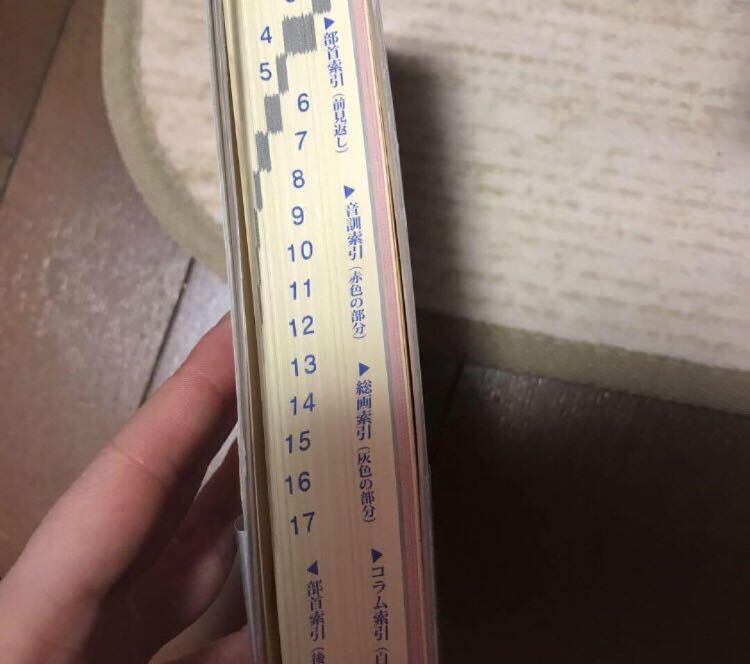 4
5
6
7
8
9
10
11
12
13
14
15
16
17
▶部首索引（前見返し）
▶音訓索引（赤色の部分）
▶総画索引（灰色の部分）
▶コラム索引（白
◀部首索引（後